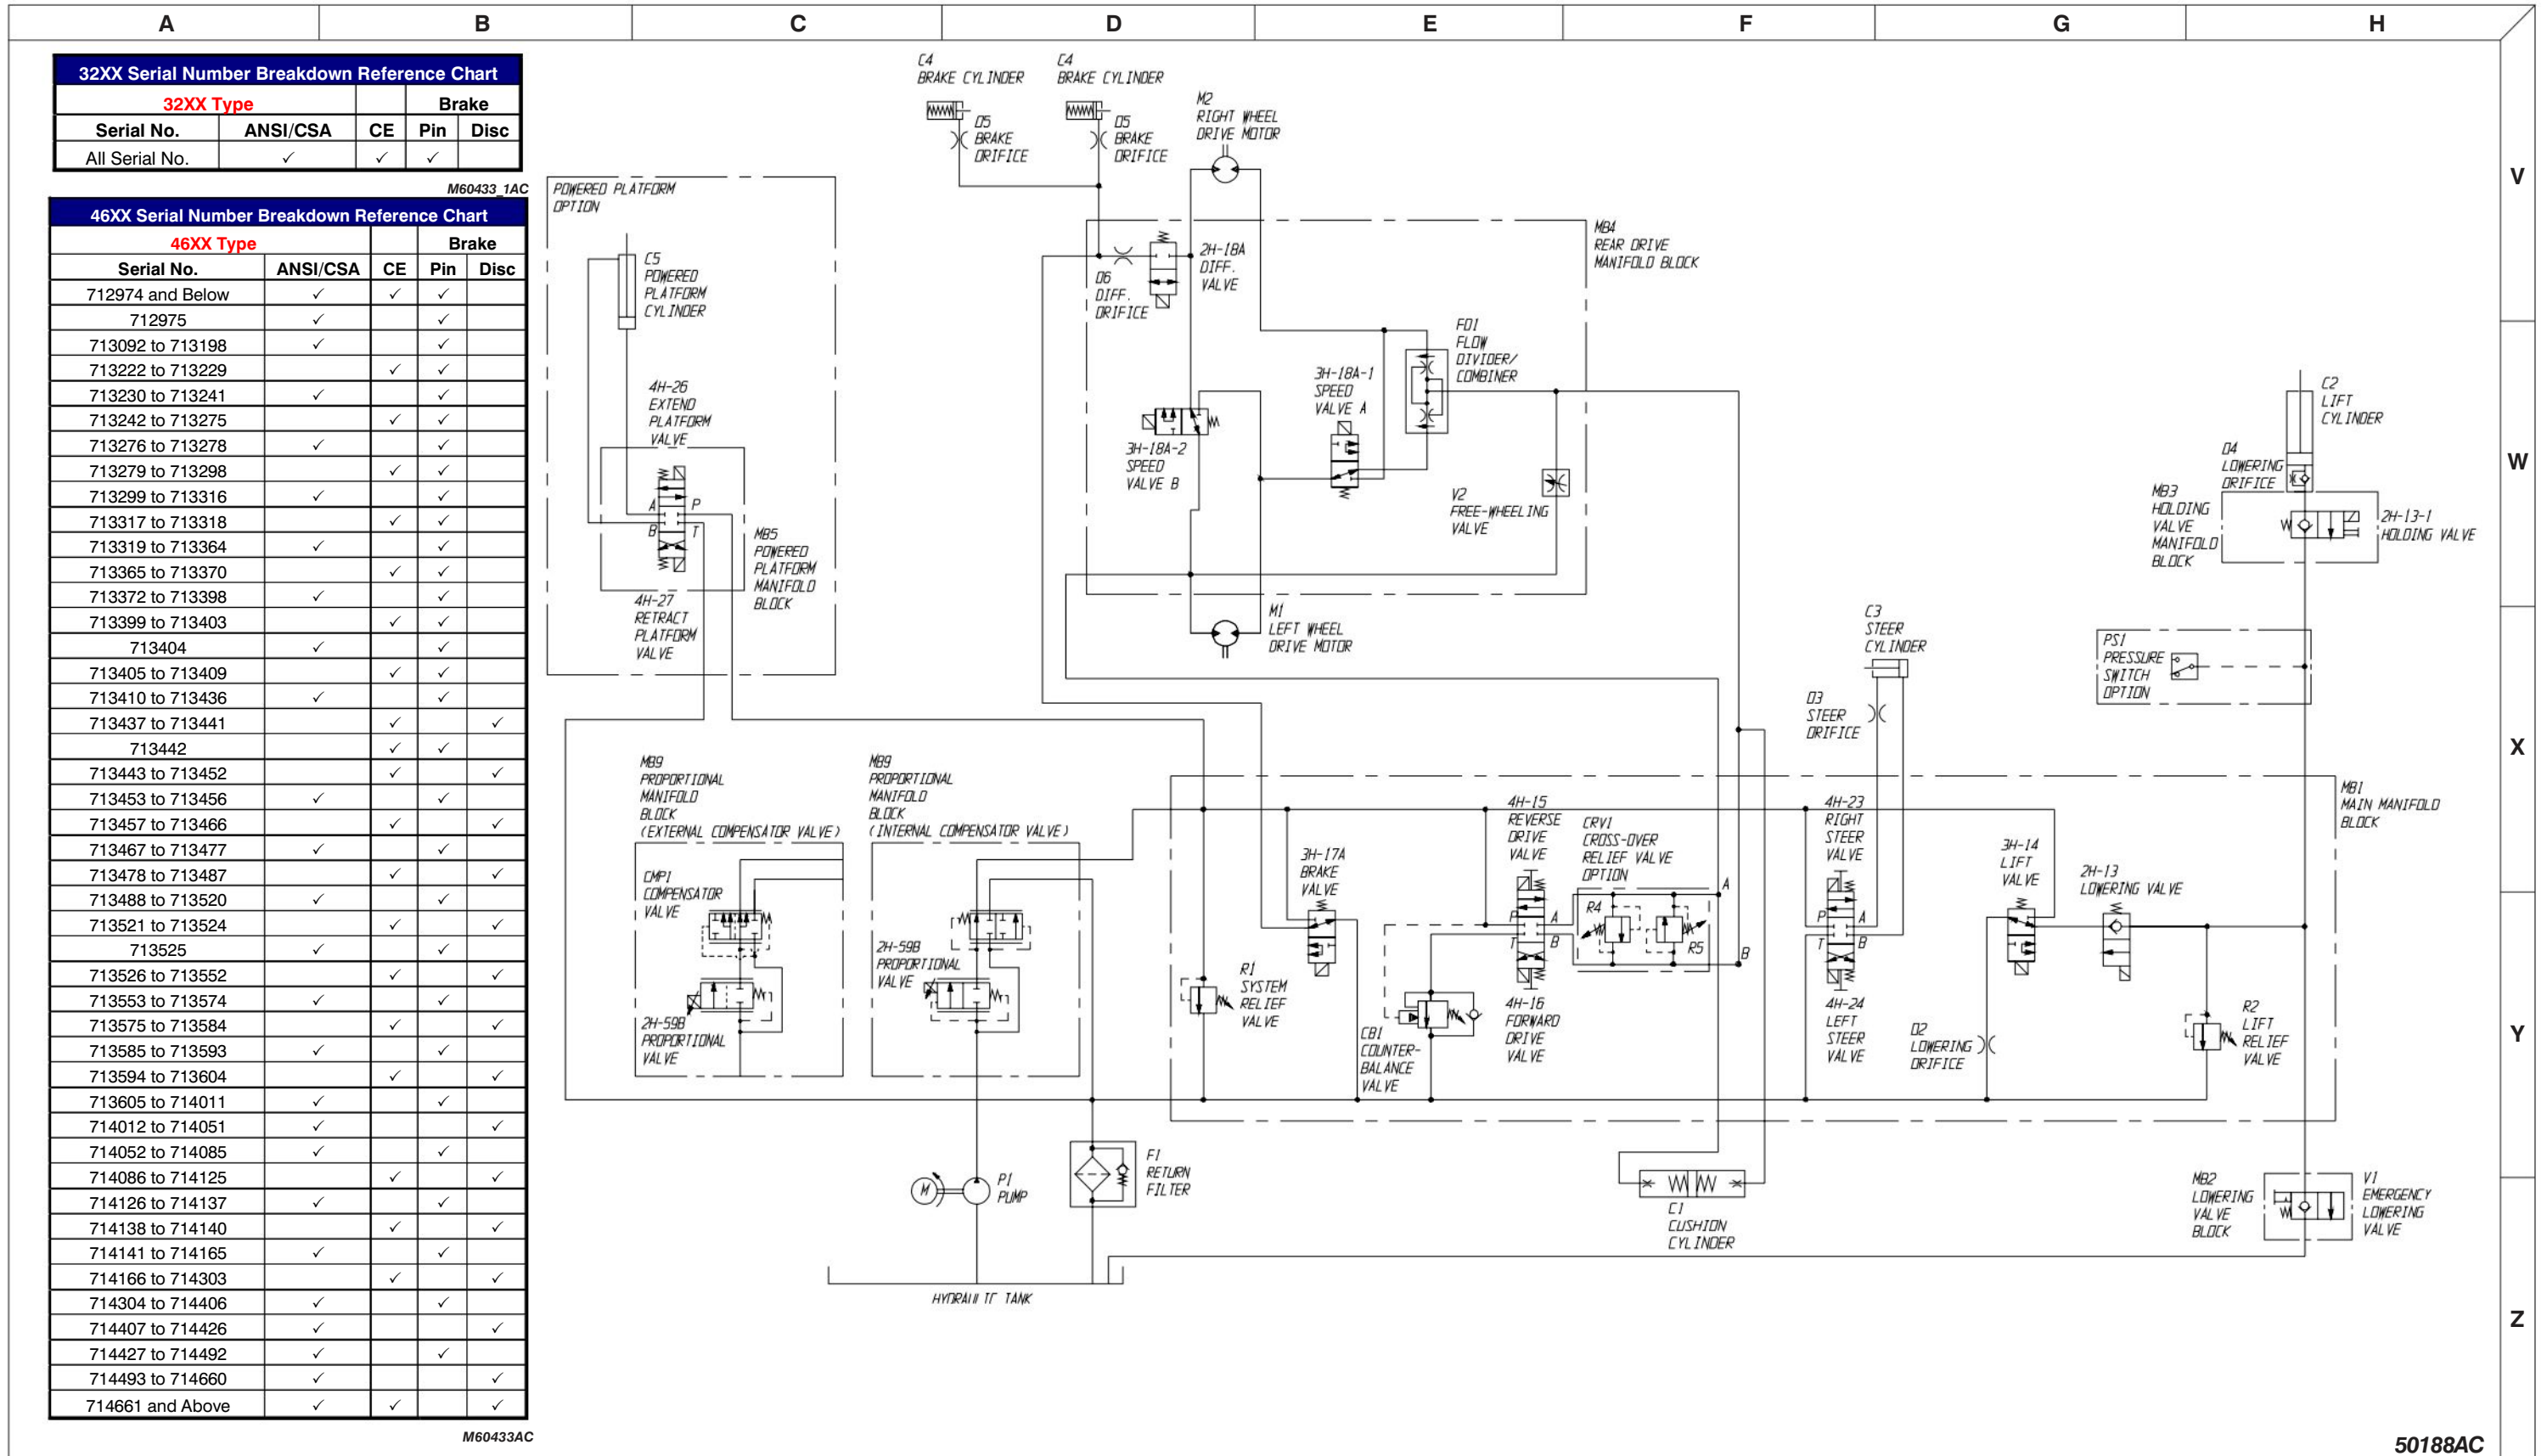 A B C D E F G H
32XX Serial Number Breakdown Reference Chart
32XX Type Brake
Serial No. ANSI/CSA CE Pin Disc
All Serial No. ✓ ✓ ✓
M60433_1AC
46XX Serial Number Breakdown Reference Chart
46XX Type Brake
Serial No. ANSI/CSA CE Pin Disc
712974 and Below ✓ ✓ ✓
712975 ✓ ✓
713092 to 713198 ✓ ✓
713222 to 713229 ✓ ✓
713230 to 713241 ✓ ✓
713242 to 713275 ✓ ✓
713276 to 713278 ✓ ✓
713279 to 713298 ✓ ✓
713299 to 713316 ✓ ✓
713317 to 713318 ✓ ✓
713319 to 713364 ✓ ✓
713365 to 713370 ✓ ✓
713372 to 713398 ✓ ✓
713399 to 713403 ✓ ✓
713404 ✓ ✓
713405 to 713409 ✓ ✓
713410 to 713436 ✓ ✓
713437 to 713441 ✓ ✓
713442 ✓ ✓
713443 to 713452 ✓ ✓
713453 to 713456 ✓ ✓
713457 to 713466 ✓ ✓
713467 to 713477 ✓ ✓
713478 to 713487 ✓ ✓
713488 to 713520 ✓ ✓
713521 to 713524 ✓ ✓
713525 ✓ ✓
713526 to 713552 ✓ ✓
713553 to 713574 ✓ ✓
713575 to 713584 ✓ ✓
713585 to 713593 ✓ ✓
713594 to 713604 ✓ ✓
713605 to 714011 ✓ ✓
714012 to 714051 ✓ ✓
714052 to 714085 ✓ ✓
714086 to 714125 ✓ ✓
714126 to 714137 ✓ ✓
714138 to 714140 ✓ ✓
714141 to 714165 ✓ ✓
714166 to 714303 ✓ ✓
714304 to 714406 ✓ ✓
714407 to 714426 ✓ ✓
714427 to 714492 ✓ ✓
714493 to 714660 ✓ ✓
714661 and Above ✓ ✓ ✓
M60433AC
POWERED PLATFORM
OPTION
C5
POWERED
PLATFORM
CYLINDER
4H-26
EXTEND
PLATFORM
VALVE
A P
B T
MB5
POWERED
PLATFORM
MANIFOLD
BLOCK
4H-27
RETRACT
PLATFORM
VALVE
C4
BRAKE CYLINDER
C4
BRAKE CYLINDER
O5
BRAKE
ORIFICE
O5
BRAKE
ORIFICE
M2
RIGHT WHEEL
DRIVE MOTOR
MB4
REAR DRIVE
MANIFOLD BLOCK
2H-18A
DIFF.
VALVE
O6
DIFF.
ORIFICE
FD1
FLOW
DIVIDER/
COMBINER
3H-18A-1
SPEED
VALVE A
3H-18A-2
SPEED
VALVE B
V2
FREE-WHEELING
VALVE
M1
LEFT WHEEL
DRIVE MOTOR
C2
LIFT
CYLINDER
O4
LOWERING
ORIFICE
MB3
HOLDING
VALVE
MANIFOLD
BLOCK
2H-13-1
HOLDING VALVE
C3
STEER
CYLINDER
PS1
PRESSURE
SWITCH
OPTION
O3
STEER
ORIFICE
MB9
PROPORTIONAL
MANIFOLD
BLOCK
(EXTERNAL COMPENSATOR VALVE)
MB9
PROPORTIONAL
MANIFOLD
BLOCK
(INTERNAL COMPENSATOR VALVE)
CMP1
COMPENSATOR
VALVE
2H-59B
PROPORTIONAL
VALVE
2H-59B
PROPORTIONAL
VALVE
MB1
MAIN MANIFOLD
BLOCK
3H-17A
BRAKE
VALVE
4H-15
REVERSE
DRIVE
VALVE
CRV1
CROSS-OVER
RELIEF VALVE
OPTION
4H-23
RIGHT
STEER
VALVE
3H-14
LIFT
VALVE
2H-13
LOWERING VALVE
A
R4
R5
B
P A
T B
P A
T B
R1
SYSTEM
RELIEF
VALVE
CB1
COUNTER-
BALANCE
VALVE
4H-16
FORWARD
DRIVE
VALVE
4H-24
LEFT
STEER
VALVE
O2
LOWERING
ORIFICE
R2
LIFT
RELIEF
VALVE
M
P1
PUMP
F1
RETURN
FILTER
C1
CUSHION
CYLINDER
MB2
LOWERING
VALVE
BLOCK
V1
EMERGENCY
LOWERING
VALVE
HYDRAULIC TANK
V
W
X
Y
Z
50188AC